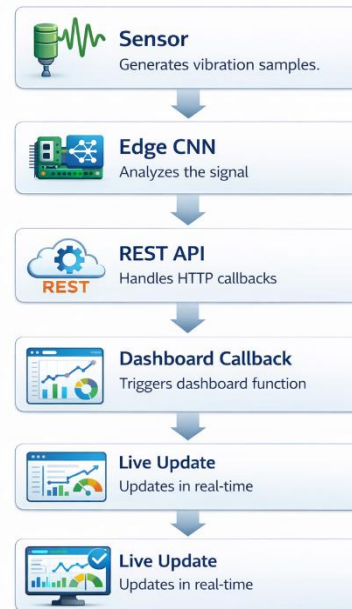 Sensor
Generates vibration samples.
Edge CNN
Analyzes the signal
REST API
REST
Handles HTTP callbacks
Dashboard Callback
Triggers dashboard function
Live Update
Updates in real-time
Live Update
Updates in real-time